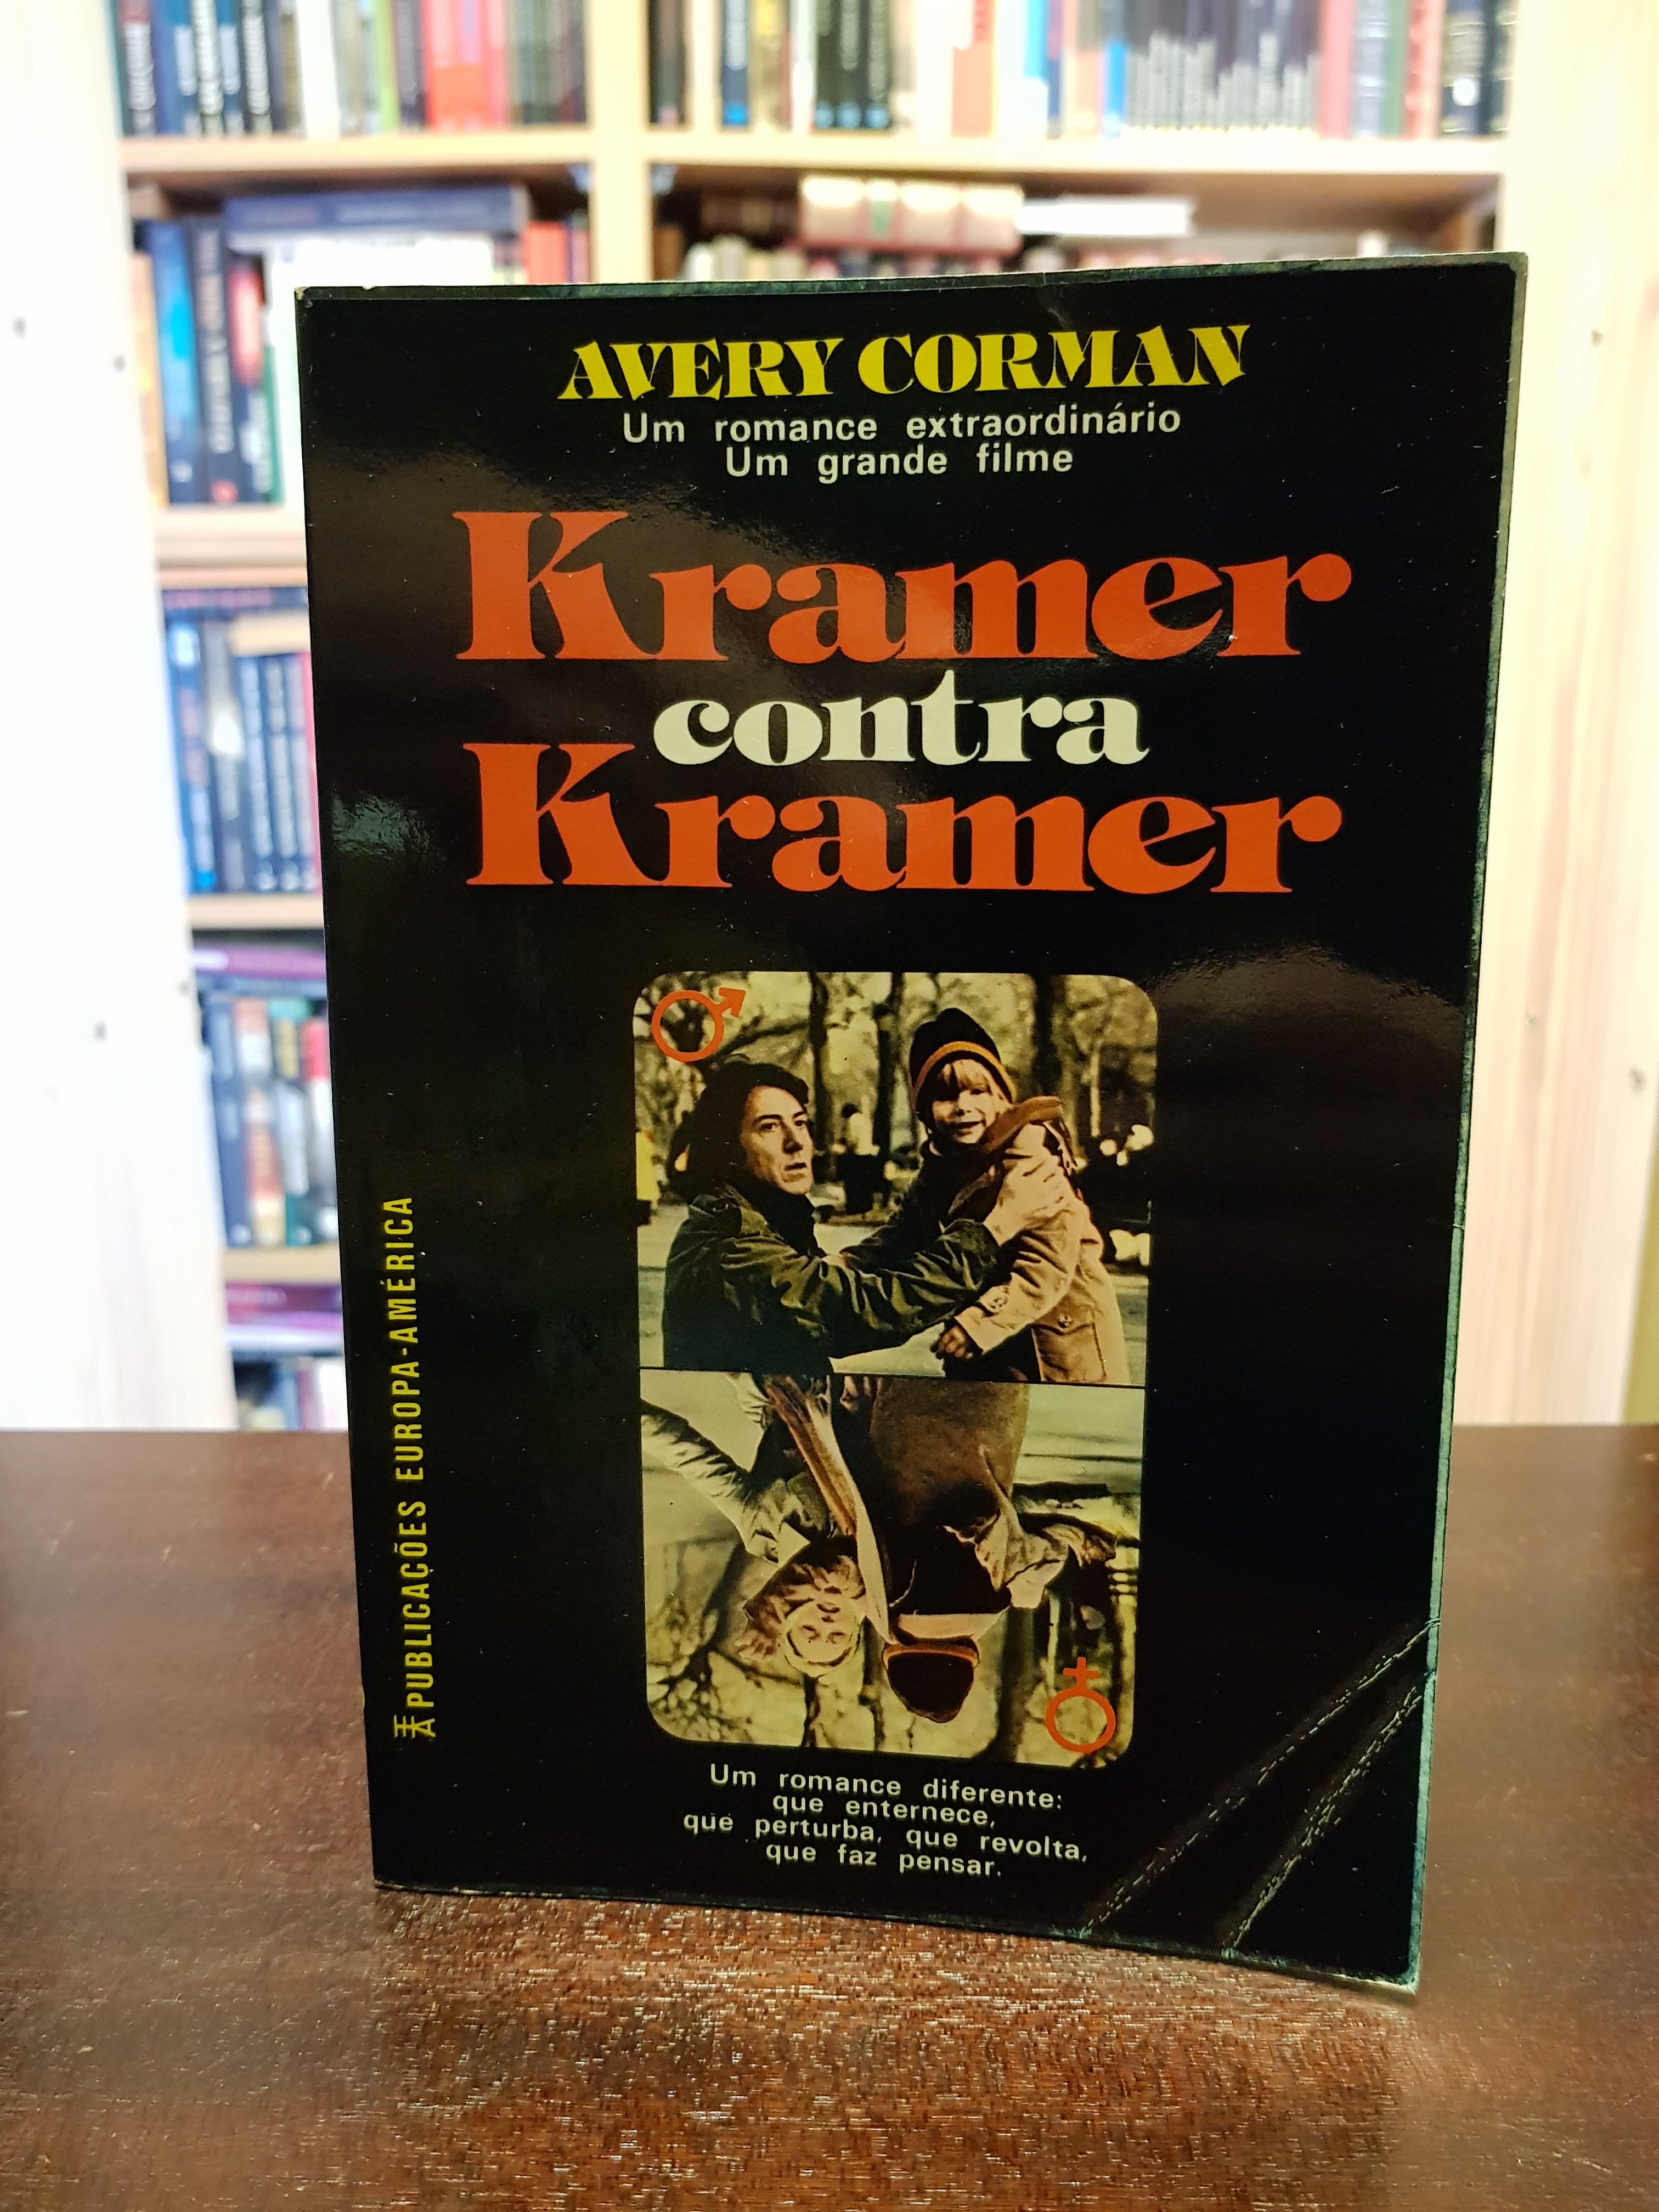 AVERY CORMAN
Um romance extraordinário
Um grande filme
Kramer
contra
Kramer
PUBLICAÇÕES EUROPA-AMÉRICA
Um romance diferente:
que enternece,
que perturba, que revolta,
que faz pensar.